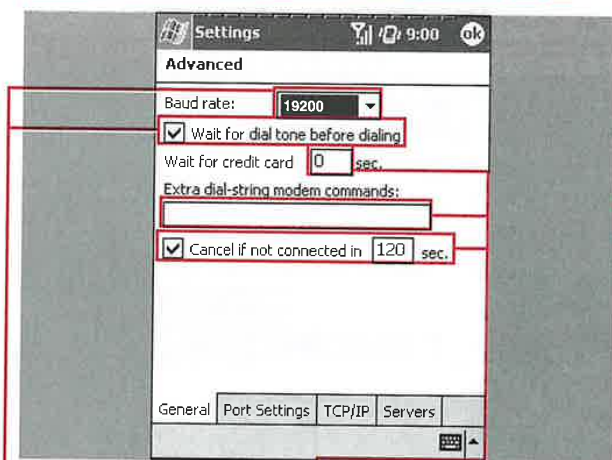 Settings 9:00 ok
Advanced
Baud rate: 19200
Wait for dial tone before dialing
Wait for credit card 0 sec.
Extra dial-string modem commands:
Cancel if not connected in 120 sec.
General Port Settings TCP/IP Servers